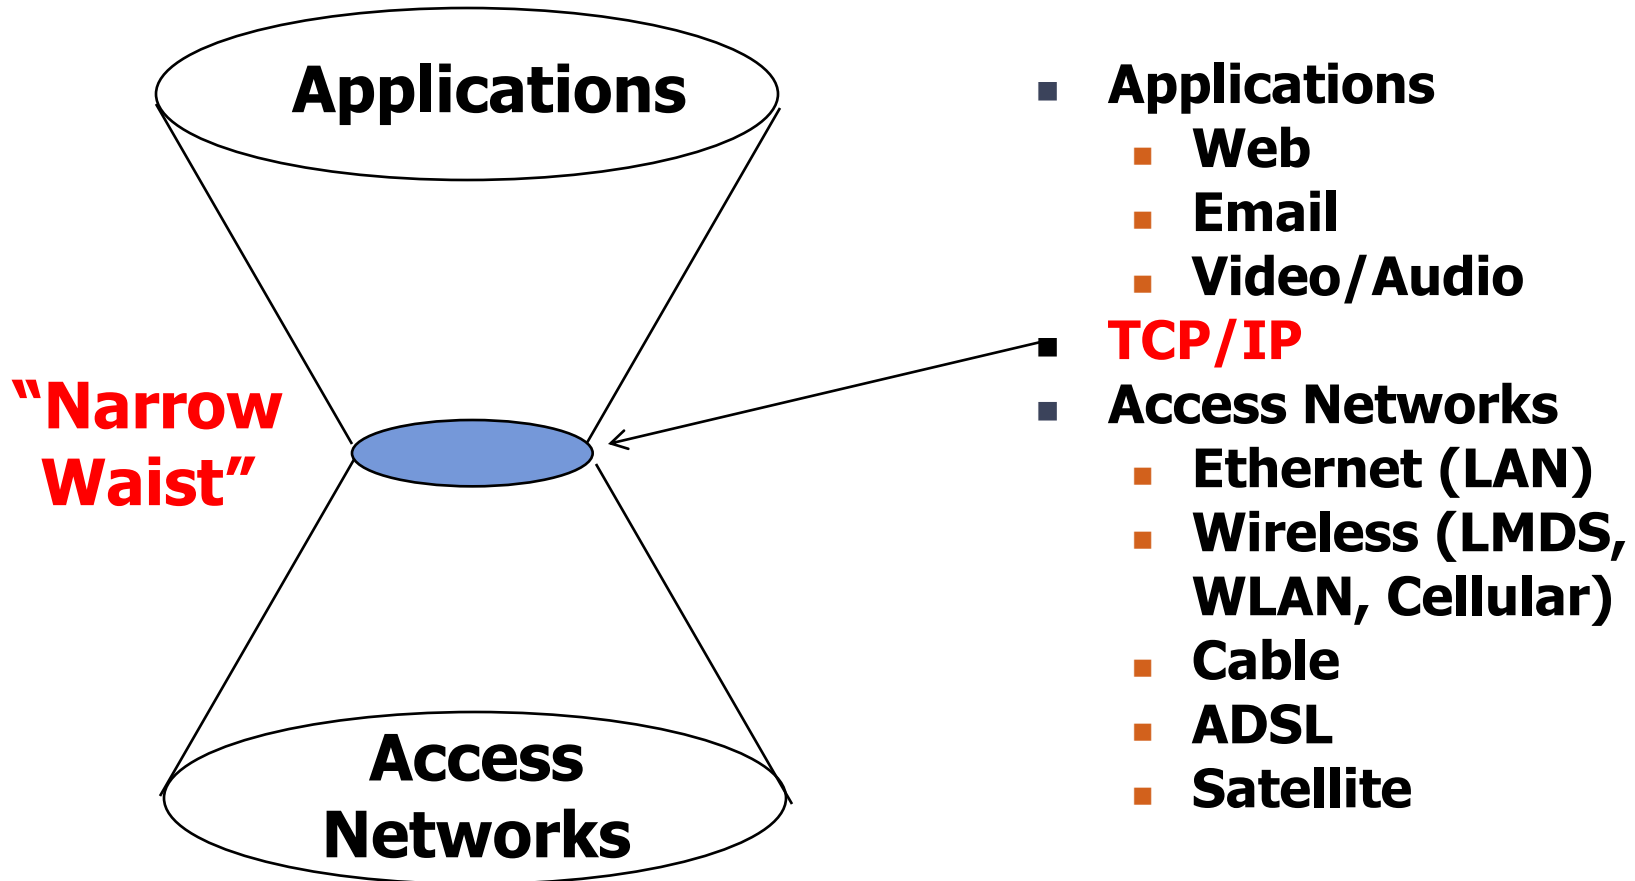 Applications
“Narrow
Waist”
Access
Networks
Applications
Web
Email
Video/Audio
TCP/IP
Access Networks
Ethernet (LAN)
Wireless (LMDS,
WLAN, Cellular)
Cable
ADSL
Satellite